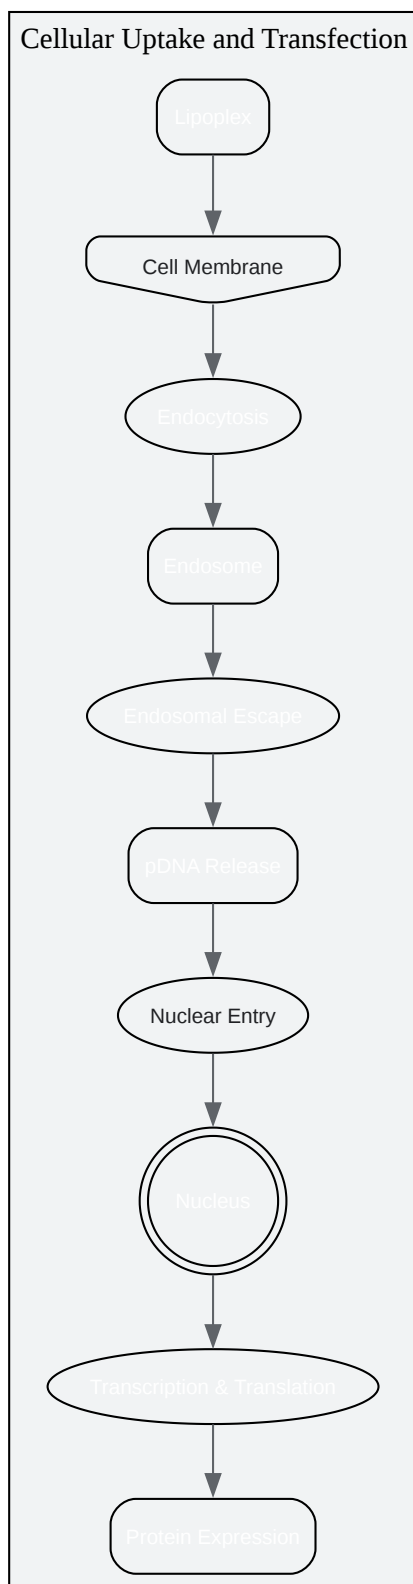 Cellular Uptake and Transfection
Lipoplex
Cell Membrane
Endocytosis
Endosome
Endosomal Escape
pDNA Release
Nuclear Entry
Nucleus
Transcription & Translation
Protein Expression